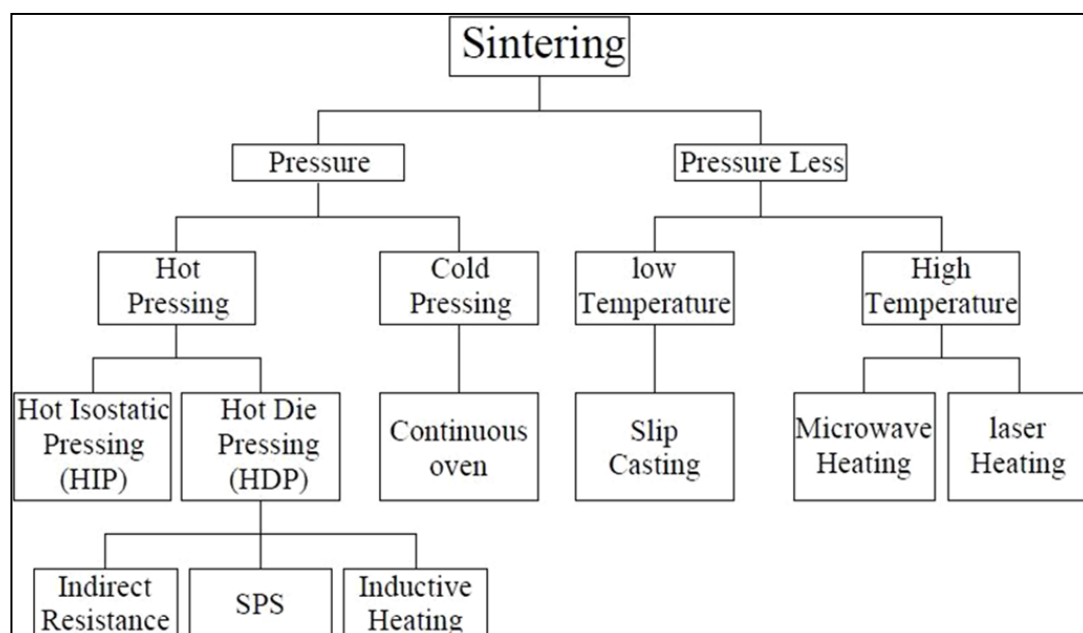 Sintering
Pressure
Pressure Less
Hot
Pressing
Cold
Pressing
low
Temperature
High
Temperature
Hot Isostatic
Pressing
(HIP)
Hot Die
Pressing
(HDP)
Continuous
oven
Slip
Casting
Microwave
Heating
laser
Heating
Indirect
Resistance
SPS
Inductive
Heating